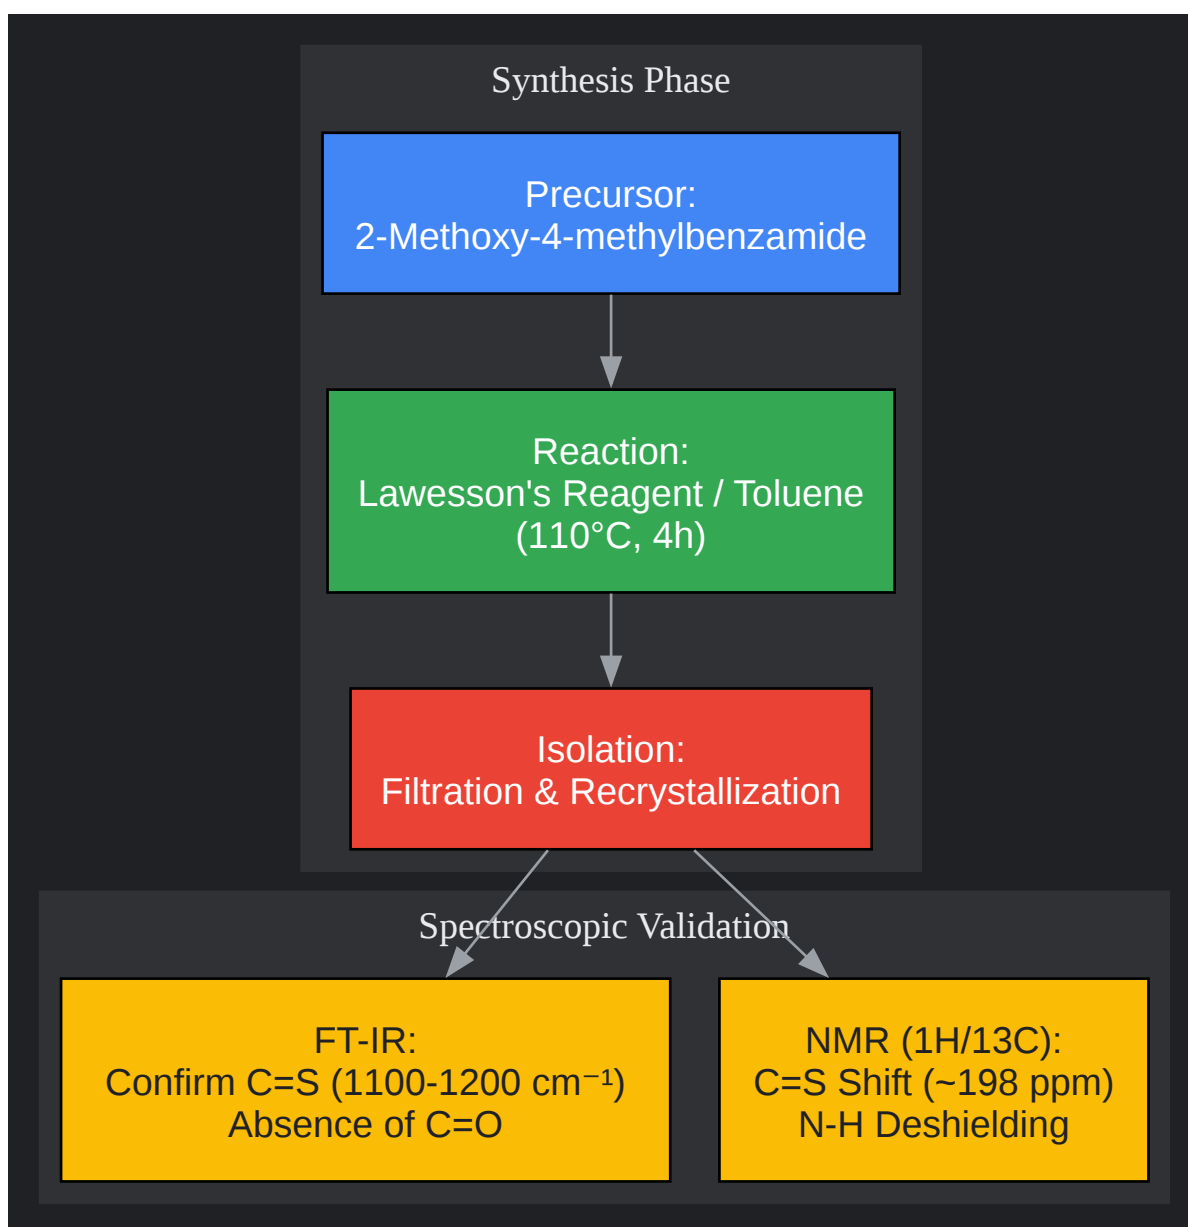 Synthesis Phase
Precursor:
2-Methoxy-4-methylbenzamide
Reaction:
Lawesson's Reagent / Toluene
(110°C, 4h)
Isolation:
Filtration & Recrystallization
Spectroscopic Validation
FT-IR:
Confirm C=S (1100-1200 cm⁻¹)
Absence of C=O
NMR (1H/13C):
C=S Shift (~198 ppm)
N-H Deshielding